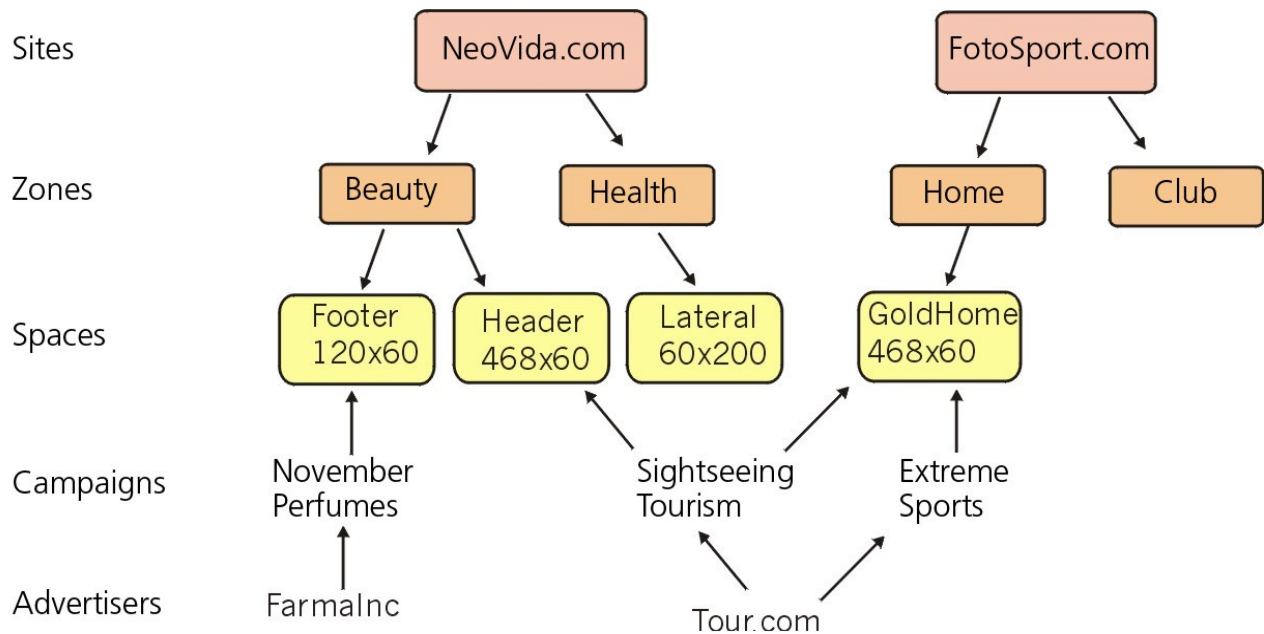 Sites
NeoVida.com
FotoSport.com
Zones
Beauty
Health
Home
Club
Spaces
Footer
120x60
Header
468x60
Lateral
60x200
GoldHome
468x60
Campaigns
November
Perfumes
Sightseeing
Tourism
Extreme
Sports
Advertisers
FarmaInc
Tour.com